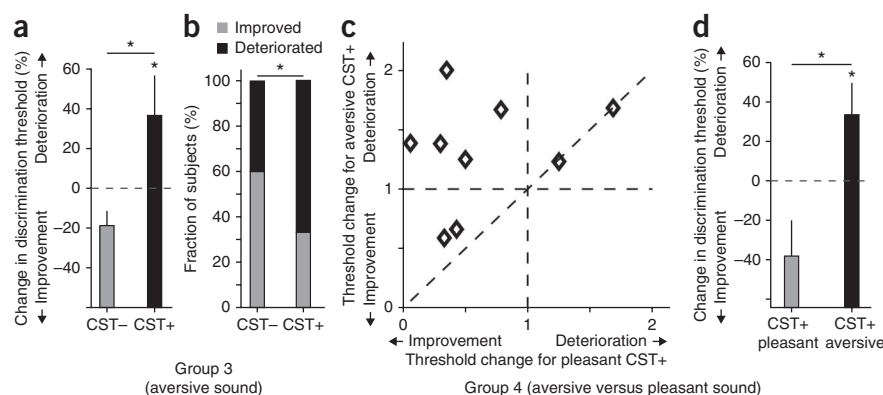 a
*
*
Change in discrimination threshold (%)
← Improvement
Deterioration →
60
40
20
0
−20
−40
CST−
CST+
Group 3
(aversive sound)
b
Improved
Deteriorated
*
Fraction of subjects (%)
100
80
60
40
20
0
CST−
CST+
c
Threshold change for aversive CST+
← Improvement
Deterioration →
2
1
0
0
1
2
← Improvement
Deterioration →
Threshold change for pleasant CST+
Group 4 (aversive versus pleasant sound)
d
*
*
Change in discrimination threshold (%)
← Improvement
Deterioration →
60
40
20
0
−20
−40
CST+
pleasant
CST+
aversive